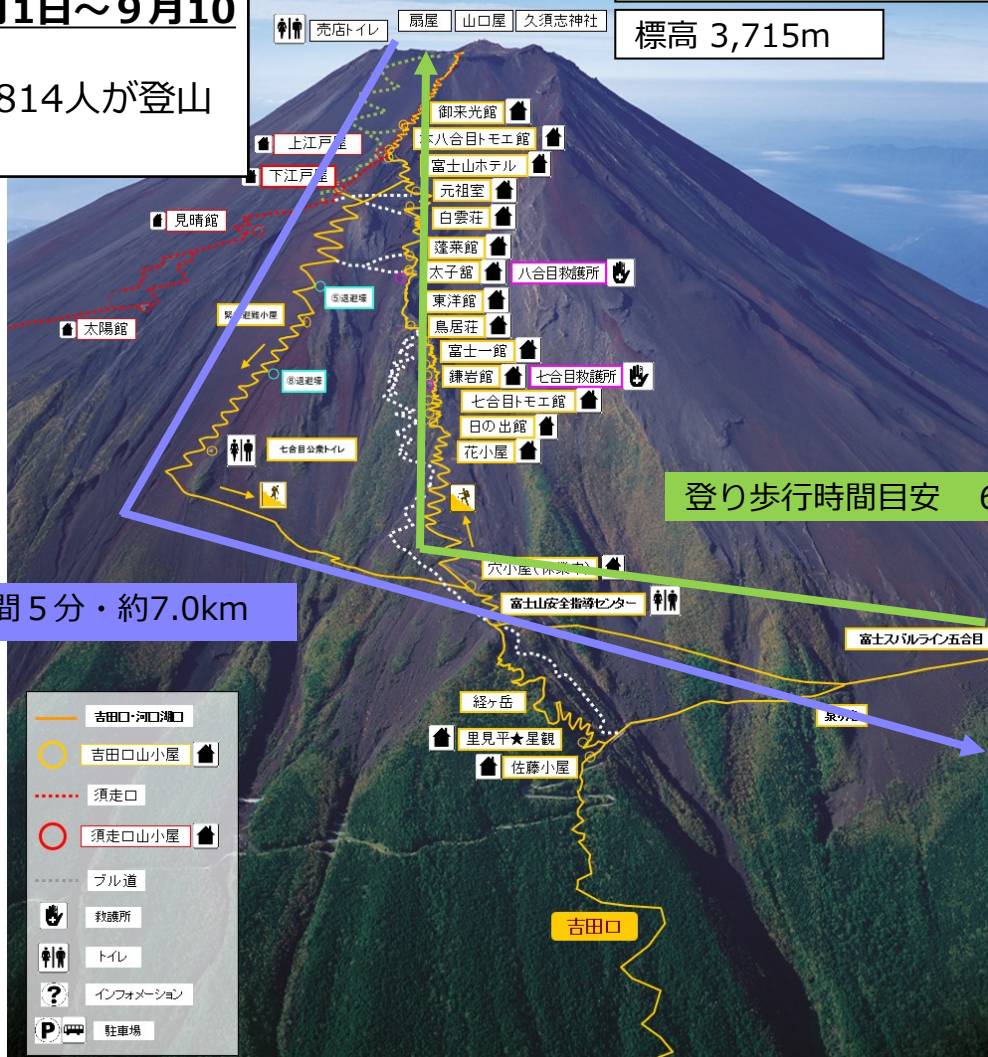 月1日～９月10
814人が登山
売店トイレ
扇屋
山口屋
久須志神社
標高 3,715m
御来光館
本八合目トモエ館
上江戸屋
富士山ホテル
下江戸屋
元祖室
見晴館
白雲荘
蓬莱館
太子舘
八合目救護所
⑤退避壕
東洋館
緊急避難小屋
太陽館
鳥居荘
富士一館
⑧退避壕
鎌岩館
七合目救護所
七合目トモエ館
日の出館
七合目公衆トイレ
花小屋
登り歩行時間目安 6
穴小屋(休業中)
富士山安全指導センター
間５分・約7.0km
富士スバルライン五合目
経ヶ岳
泉ヶ滝
里見平★星観
佐藤小屋
吉田口・河口湖口
吉田口山小屋
須走口
須走口山小屋
ブル道
救護所
トイレ
? インフォメーション
P 駐車場
吉田口